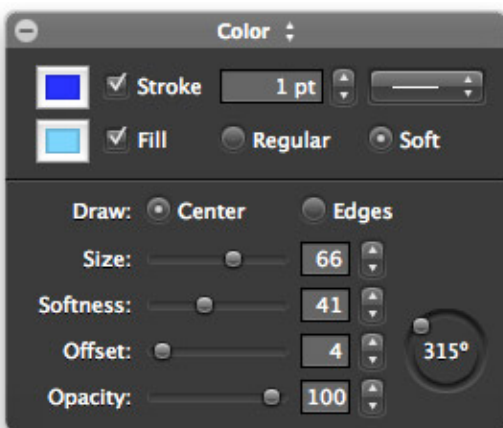 Color
Stroke 1 pt
Fill Regular Soft
Draw: Center Edges
Size: 66
Softness: 41
Offset: 4 315°
Opacity: 100